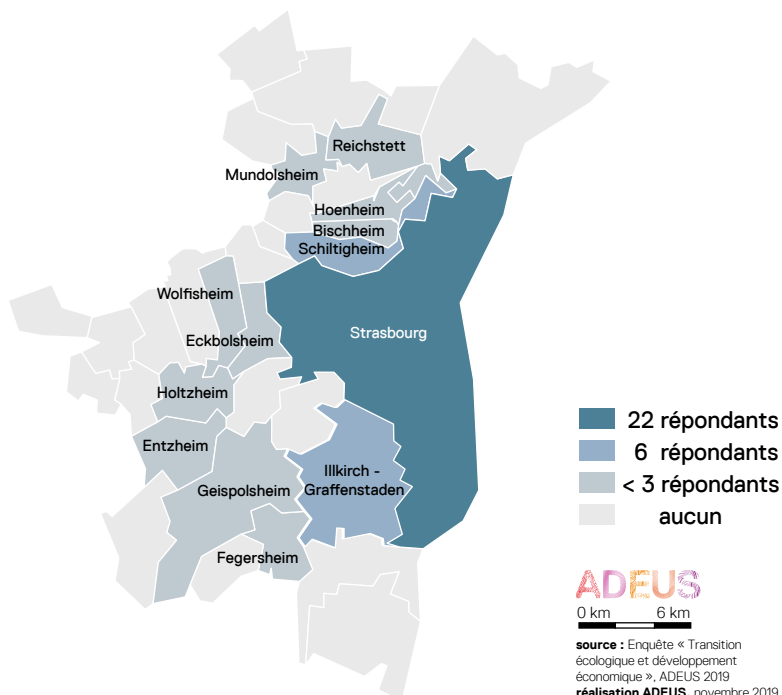 Reichstett
Mundolsheim
Hoenheim
Bischheim
Schiltigheim
Wolfisheim
Eckbolsheim
Strasbourg
Holtzheim
Entzheim
Illkirch -
Graffenstaden
Geispolsheim
Fegersheim
22 répondants
6 répondants
< 3 répondants
aucun
ADEUS
0 km 6 km
source : Enquête « Transition
écologique et développement
économique », ADEUS 2019
réalisation ADEUS, novembre 2019